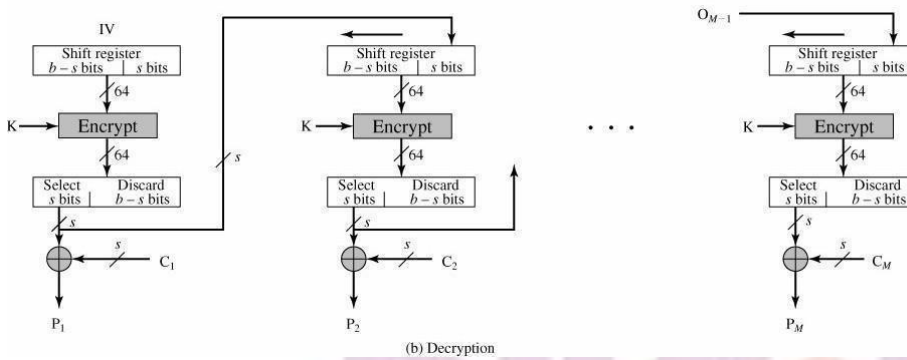 IV
Shift register
b – s bits | s bits
64
K
Encrypt
64
Select
s bits
Discard
b – s bits
s
s
C1
P1
s
Shift register
b – s bits | s bits
64
K
Encrypt
64
Select
s bits
Discard
b – s bits
s
s
C2
P2
. . .
OM–1
Shift register
b – s bits | s bits
64
K
Encrypt
64
Select
s bits
Discard
b – s bits
s
s
CM
PM
(b) Decryption